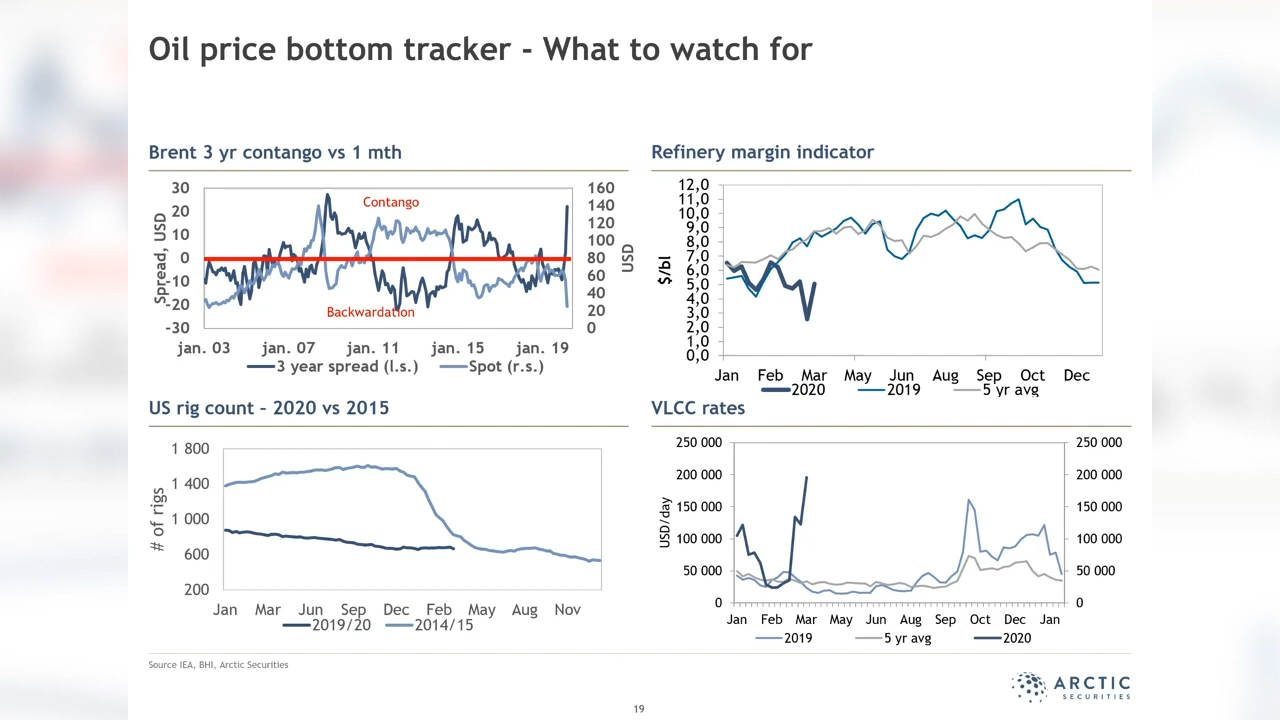 Oil price bottom tracker - What to watch for
Brent 3 yr contango vs 1 mth
30
20
10
0
-10
-20
-30
Spread, USD
160
140
120
100
80
60
40
20
0
USD
Contango
Backwardation
jan. 03 jan. 07 jan. 11 jan. 15 jan. 19
3 year spread (l.s.) Spot (r.s.)
Refinery margin indicator
12,0
11,0
10,0
9,0
8,0
7,0
6,0
5,0
4,0
3,0
2,0
1,0
0,0
$/bl
Jan Feb Mar May Jun Aug Sep Oct Dec
2020 2019 5 yr avg
US rig count – 2020 vs 2015
1 800
1 400
1 000
600
200
# of rigs
Jan Mar Jun Sep Dec Feb May Aug Nov
2019/20 2014/15
VLCC rates
250 000
200 000
150 000
100 000
50 000
0
USD/day
250 000
200 000
150 000
100 000
50 000
0
Jan Feb Mar May Jun Aug Sep Oct Dec Jan
2019 5 yr avg 2020
Source IEA, BHI, Arctic Securities
ARCTIC
SECURITIES
19